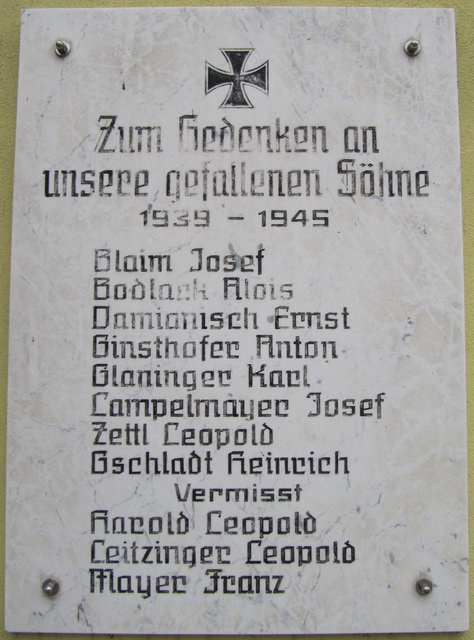 Zum Gedenken an
unsere gefallenen Söhne
1939 – 1945
Blaim Josef
Bodlack Alois
Damianisch Ernst
Ginsthofer Anton
Glaninger Karl
Lampelmayer Josef
Zettl Leopold
Gschladt Heinrich
Vermisst
Harold Leopold
Leitzinger Leopold
Mayer Franz